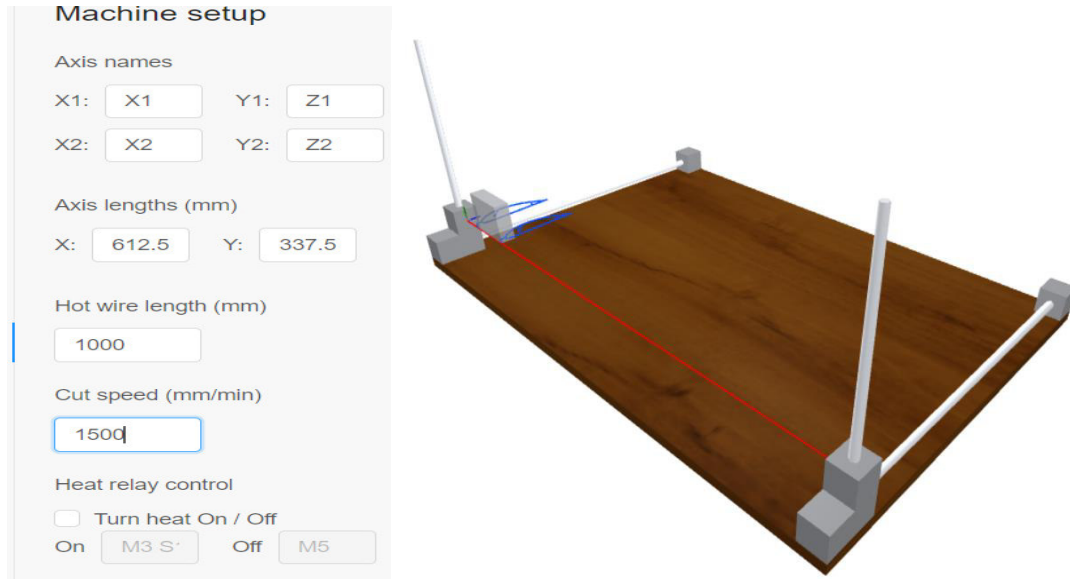 Machine setup
Axis names
X1: X1 Y1: Z1
X2: X2 Y2: Z2
Axis lengths (mm)
X: 612.5 Y: 337.5
Hot wire length (mm)
1000
Cut speed (mm/min)
1500
Heat relay control
Turn heat On / Off
On M3 S Off M5